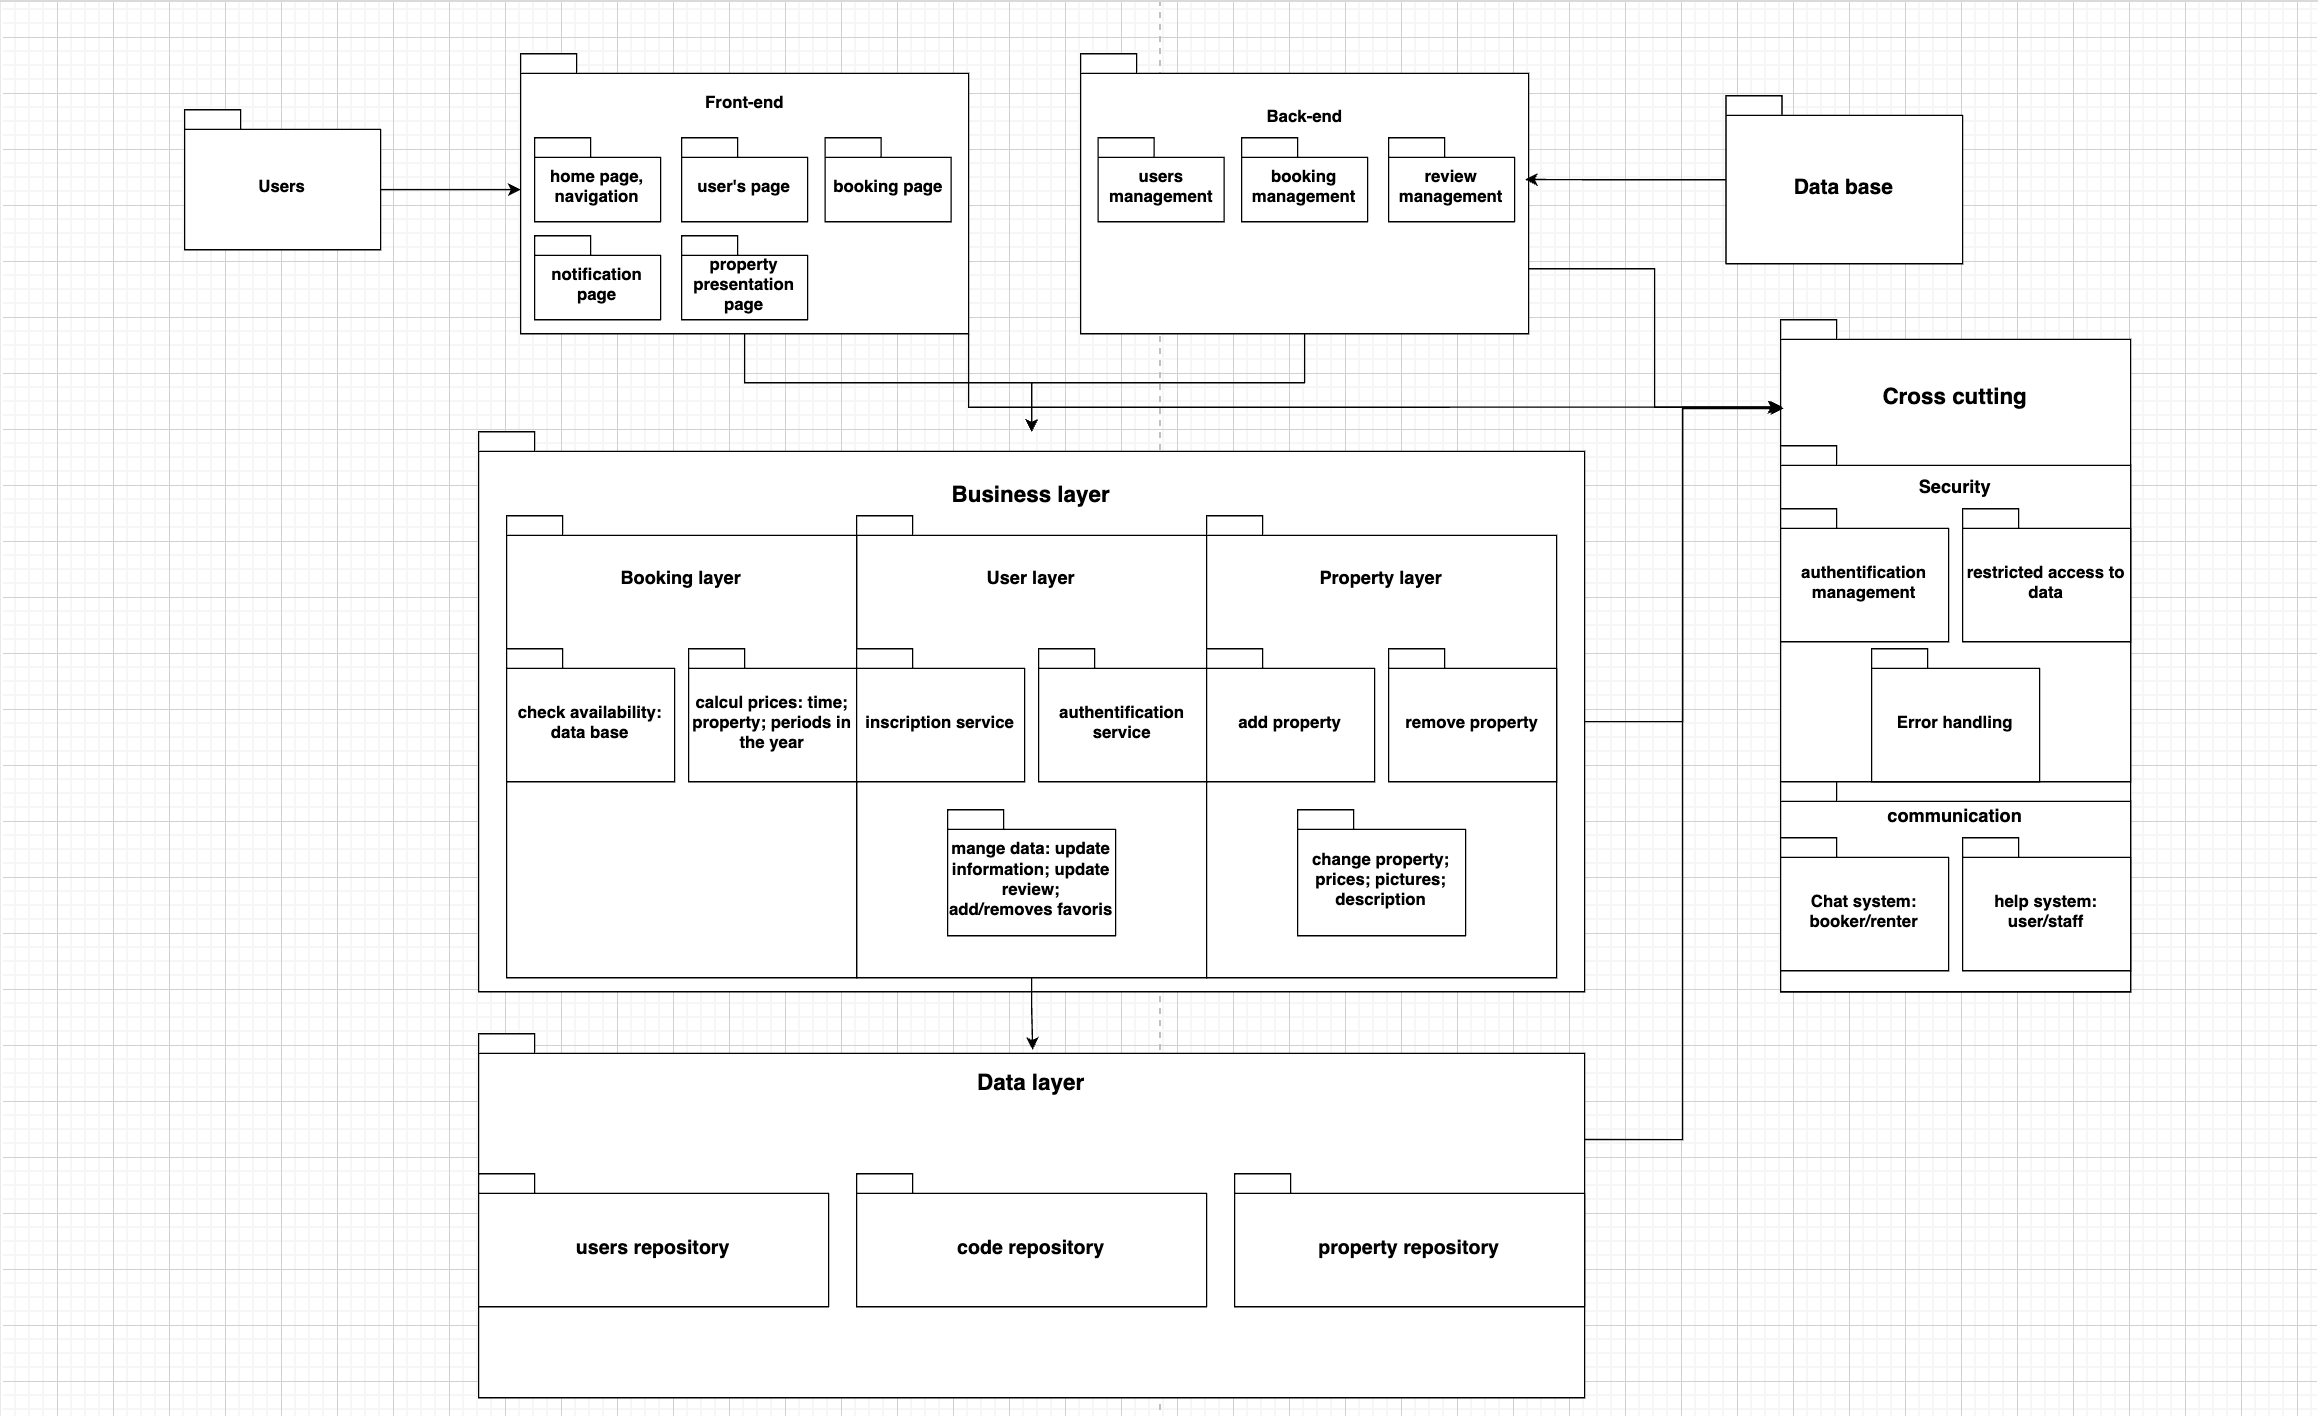 Users
Front-end
home page,
navigation
user's page
booking page
notification
page
property
presentation
page
Back-end
users
management
booking
management
review
management
Data base
Cross cutting
Security
authentification
management
restricted access to
data
Error handling
communication
Chat system:
booker/renter
help system:
user/staff
Business layer
Booking layer
check availability:
data base
calcul prices: time;
property; periods in
the year
User layer
inscription service
authentification
service
mange data: update
information; update
review;
add/removes favoris
Property layer
add property
remove property
change property;
prices; pictures;
description
Data layer
users repository
code repository
property repository